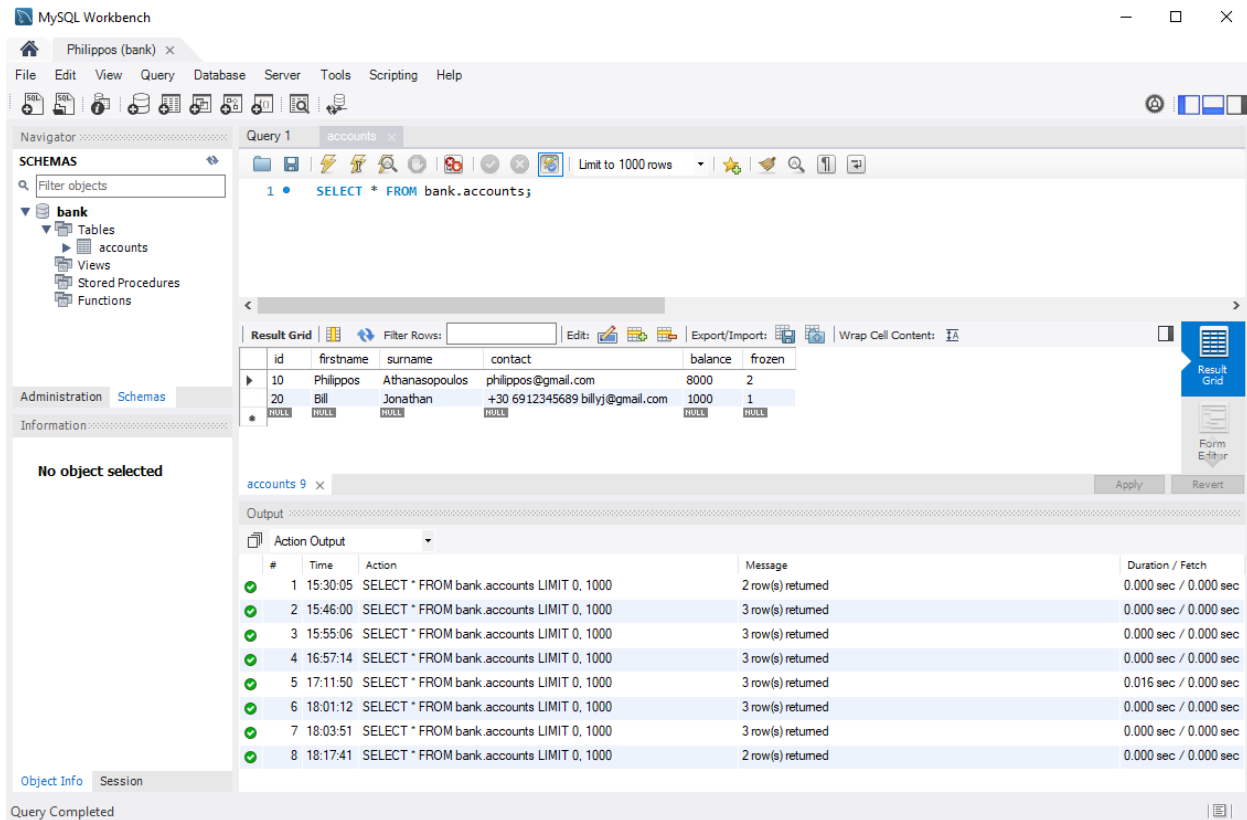 MySQL Workbench
Philippos (bank)
File Edit View Query Database Server Tools Scripting Help
Navigator
SCHEMAS
Filter objects
bank
Tables
accounts
Views
Stored Procedures
Functions
Administration Schemas
Information
No object selected
Object Info Session
Query 1 accounts
Limit to 1000 rows
1 SELECT * FROM bank.accounts;
Result Grid Filter Rows: Edit: Export/Import: Wrap Cell Content:
id firstname surname contact balance frozen
10 Philippos Athanasopoulos philippos@gmail.com 8000 2
20 Bill Jonathan +30 6912345689 billyj@gmail.com 1000 1
NULL NULL NULL NULL NULL NULL
Result
Grid
Form
Editor
accounts 9 Apply Revert
Output
Action Output
# Time Action Message Duration / Fetch
1 15:30:05 SELECT * FROM bank.accounts LIMIT 0, 1000 2 row(s) returned 0.000 sec / 0.000 sec
2 15:46:00 SELECT * FROM bank.accounts LIMIT 0, 1000 3 row(s) returned 0.000 sec / 0.000 sec
3 15:55:06 SELECT * FROM bank.accounts LIMIT 0, 1000 3 row(s) returned 0.000 sec / 0.000 sec
4 16:57:14 SELECT * FROM bank.accounts LIMIT 0, 1000 3 row(s) returned 0.000 sec / 0.000 sec
5 17:11:50 SELECT * FROM bank.accounts LIMIT 0, 1000 3 row(s) returned 0.016 sec / 0.000 sec
6 18:01:12 SELECT * FROM bank.accounts LIMIT 0, 1000 3 row(s) returned 0.000 sec / 0.000 sec
7 18:03:51 SELECT * FROM bank.accounts LIMIT 0, 1000 3 row(s) returned 0.000 sec / 0.000 sec
8 18:17:41 SELECT * FROM bank.accounts LIMIT 0, 1000 2 row(s) returned 0.000 sec / 0.000 sec
Query Completed